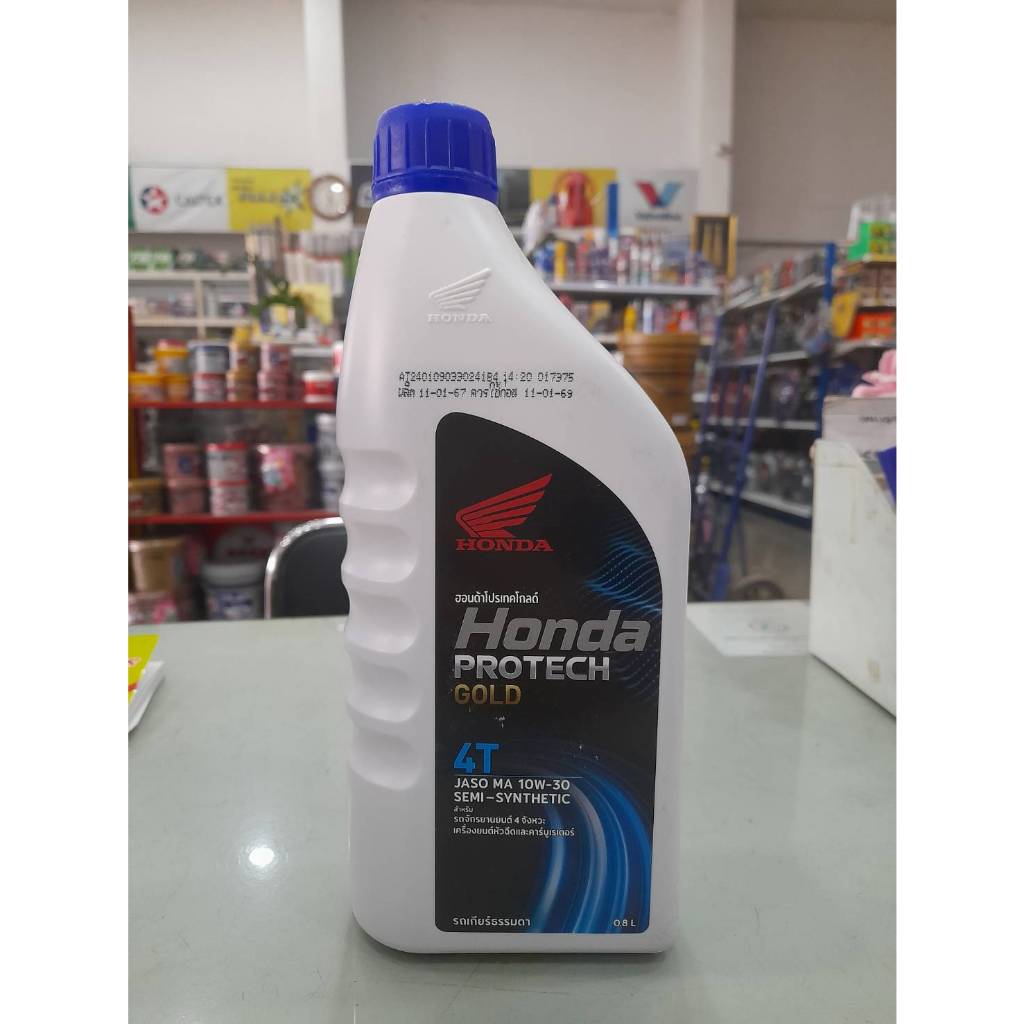 CALTEX
Valvoline
HONDA
AT240109033024184 14:20 017375
ผลิต 11-01-67 ควรใช้ก่อน 11-01-69
HONDA
ฮอนด้าโปรเทคโกลด์
Honda
PROTECH
GOLD
4T
JASO MA 10W-30
SEMI-SYNTHETIC
สำหรับ
รถจักรยานยนต์ 4 จังหวะ
เครื่องยนต์หัวฉีดและคาร์บูเรเตอร์
รถเกียร์ธรรมดา
0.8 L